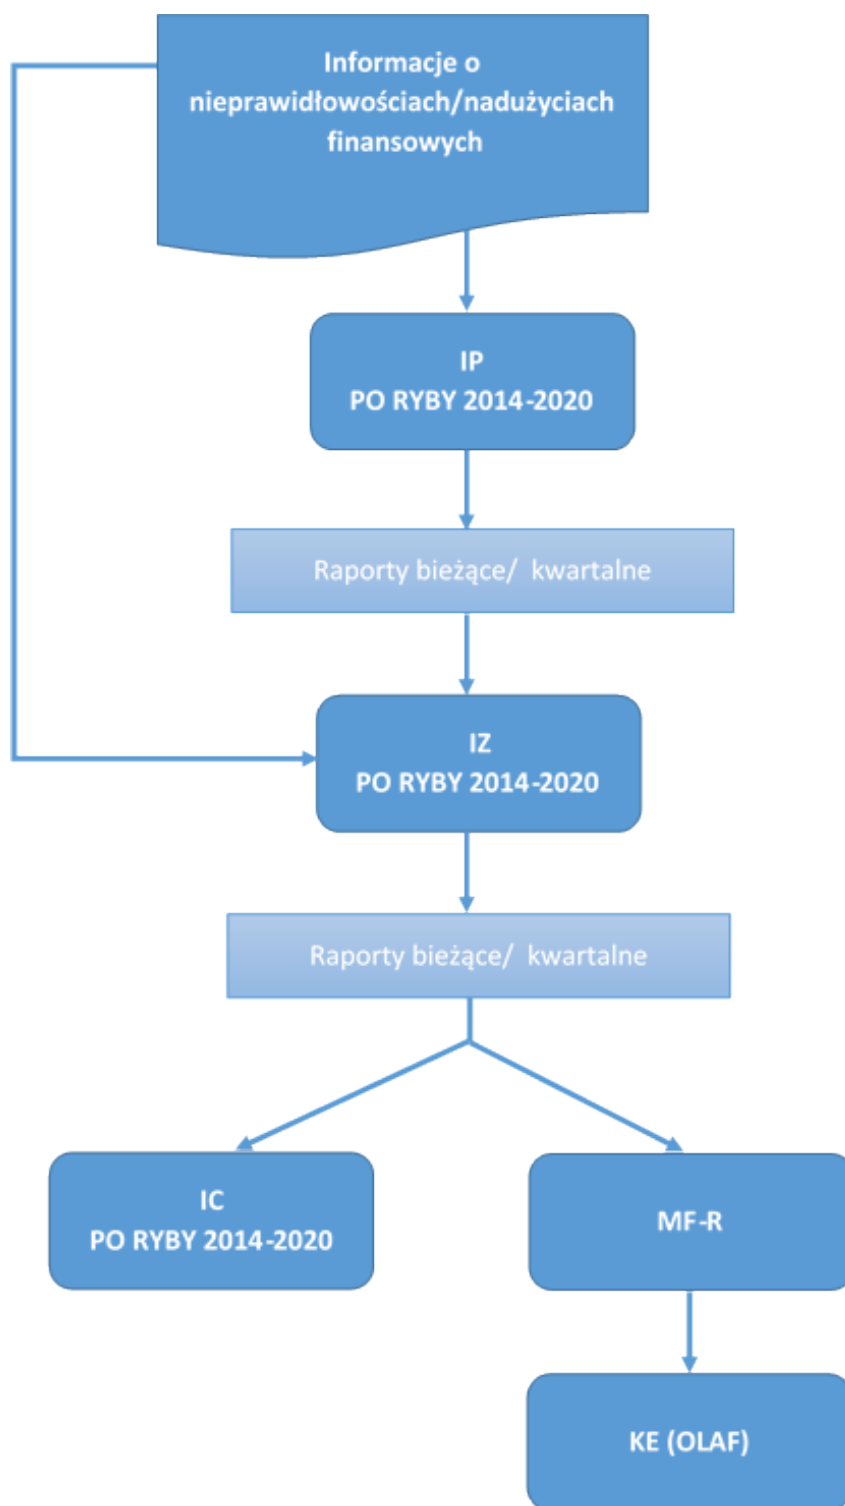 Informacje o
nieprawidłowościach/nadużyciach
finansowych
IP
PO RYBY 2014-2020
Raporty bieżące/ kwartalne
IZ
PO RYBY 2014-2020
Raporty bieżące/ kwartalne
IC
PO RYBY 2014-2020
MF-R
KE (OLAF)